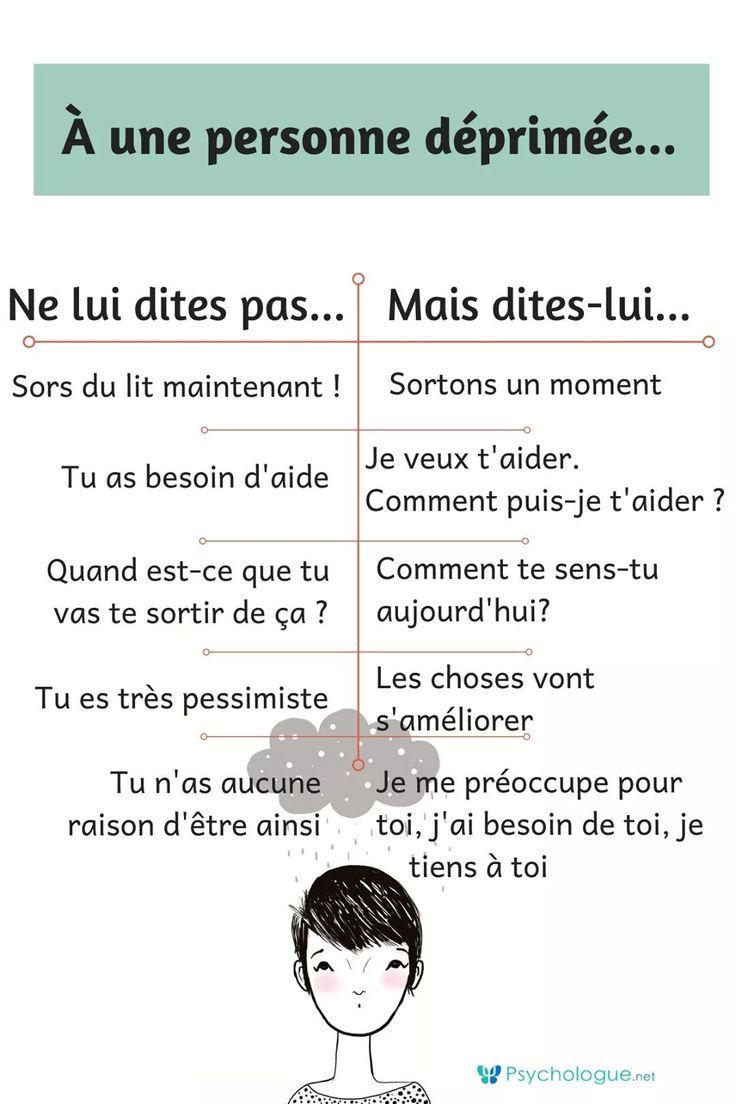 À une personne déprimée...
Ne lui dites pas...
Mais dites-lui...
Sors du lit maintenant !
Sortons un moment
Tu as besoin d'aide
Je veux t'aider.
Comment puis-je t'aider ?
Quand est-ce que tu
vas te sortir de ça ?
Comment te sens-tu
aujourd'hui?
Tu es très pessimiste
Les choses vont
s'améliorer
Tu n'as aucune
raison d'être ainsi
Je me préoccupe pour
toi, j'ai besoin de toi, je
tiens à toi
Psychologue.net